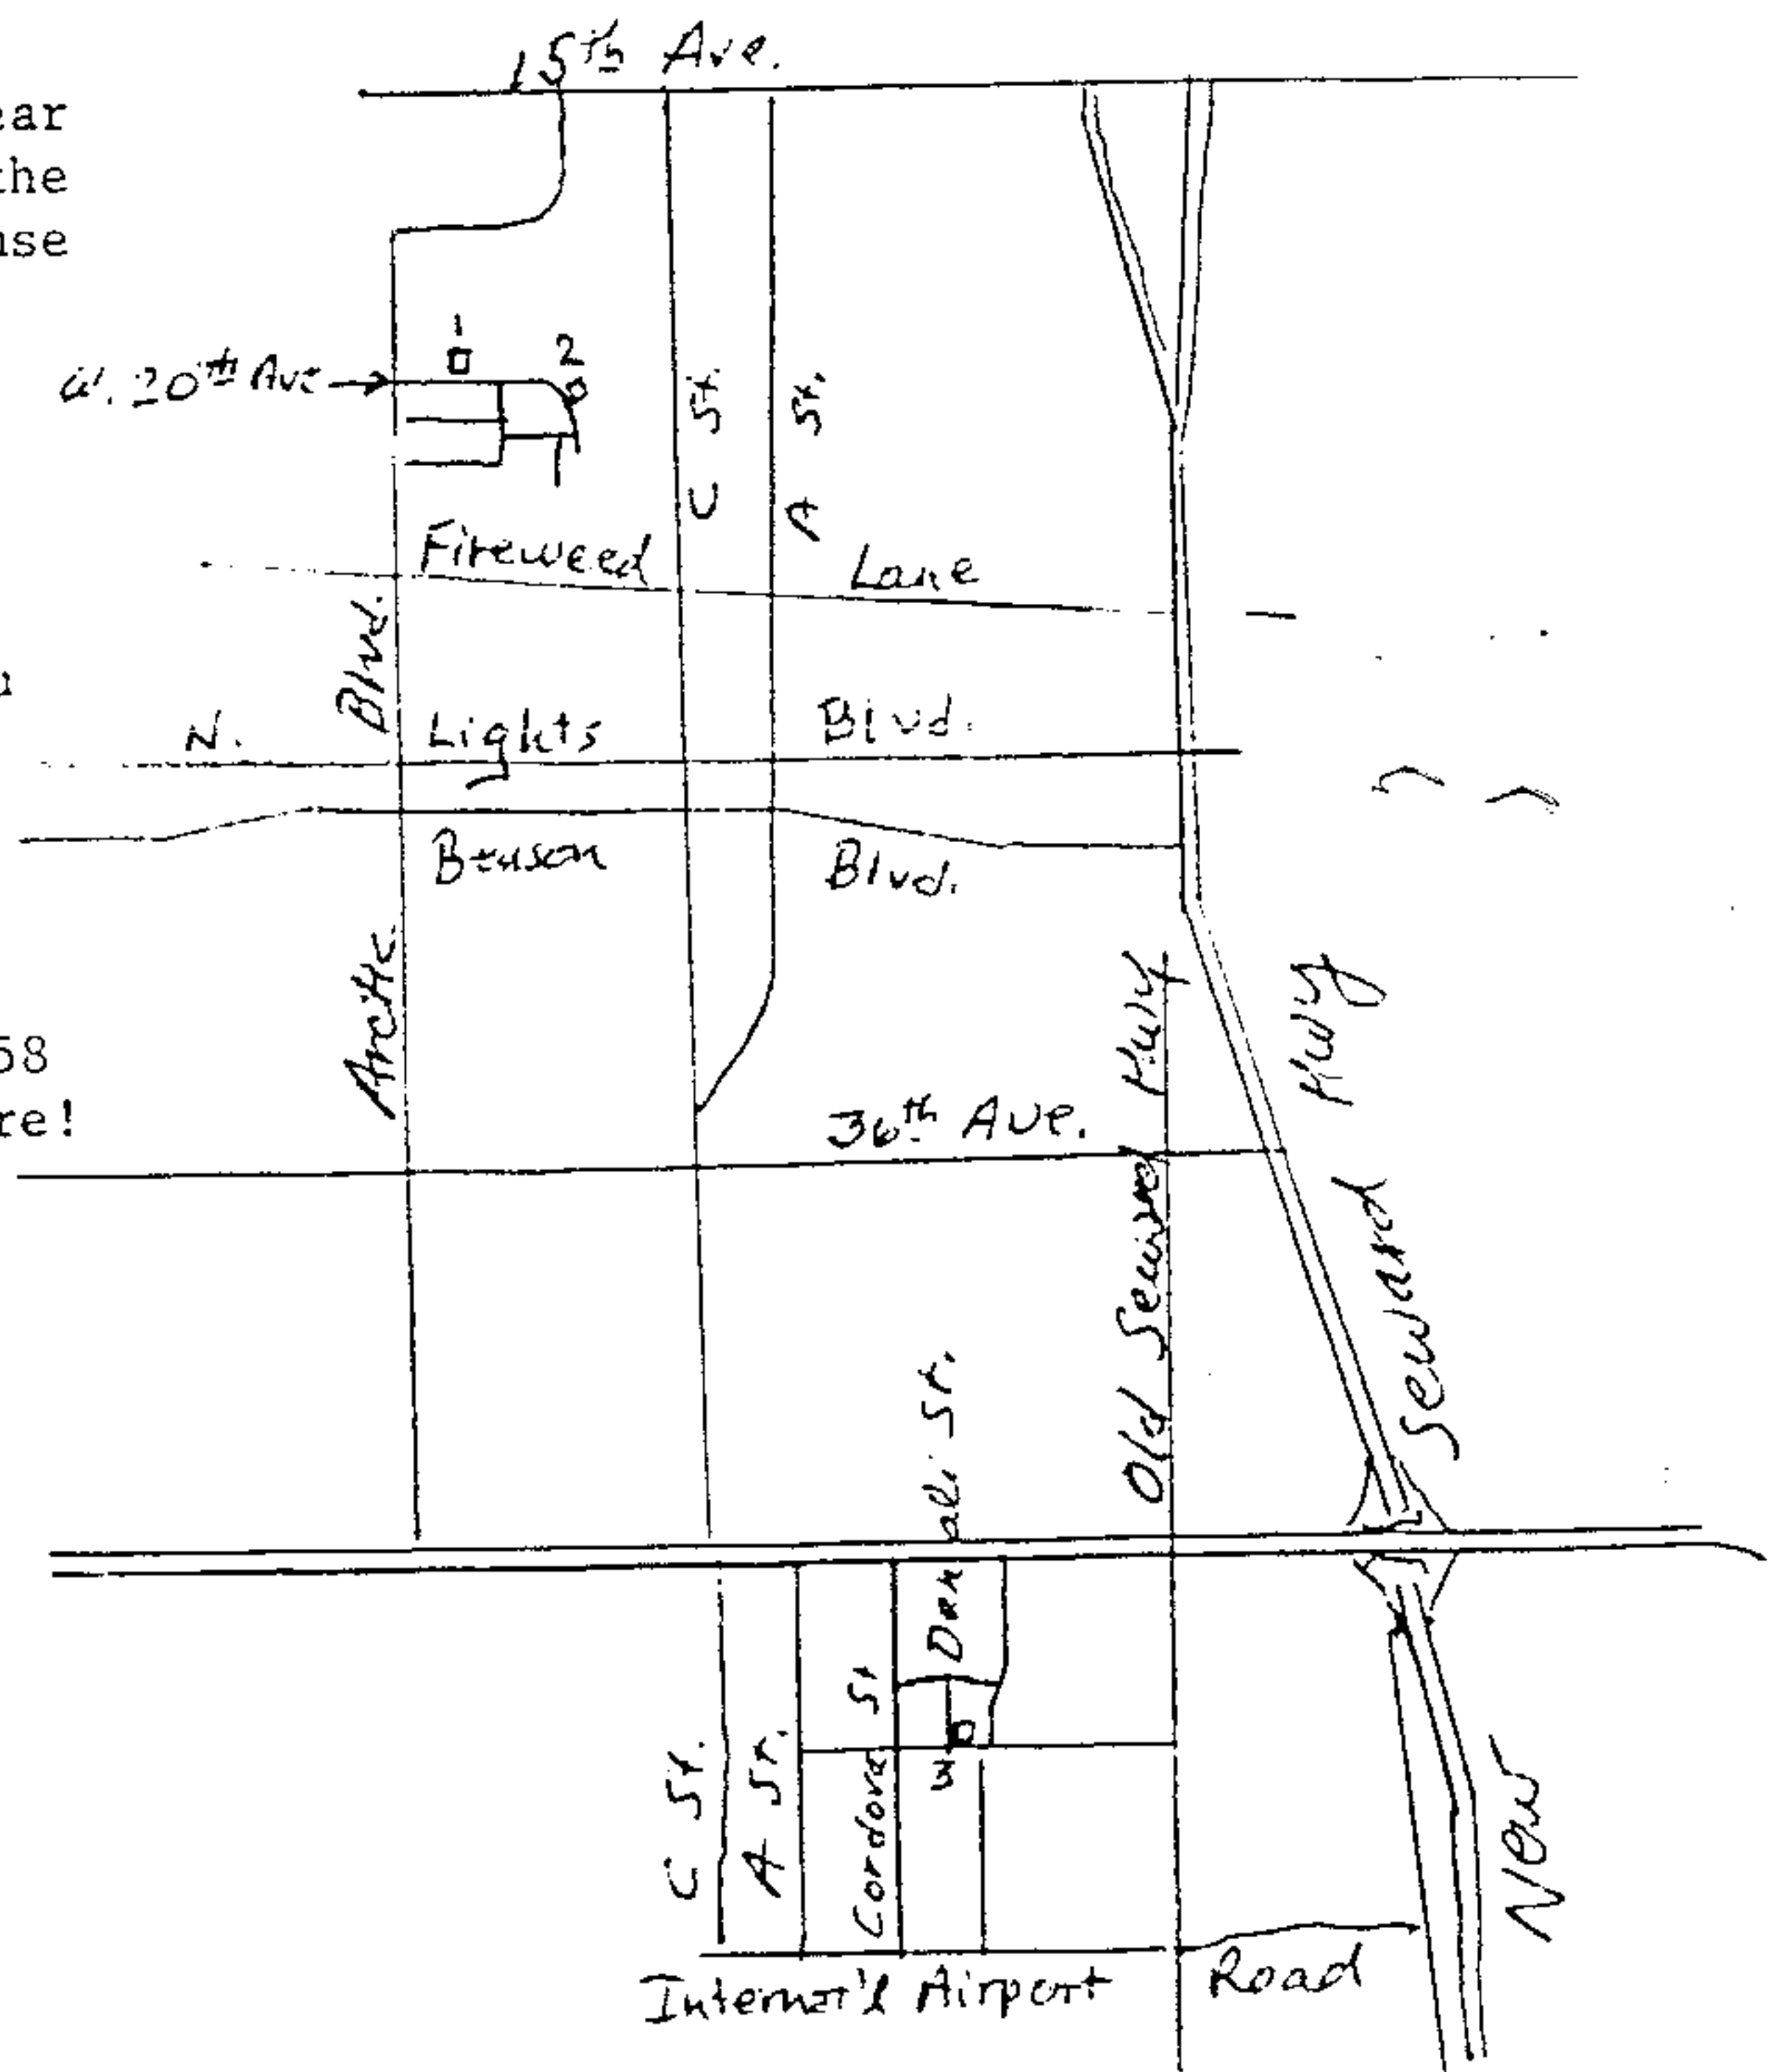 15th Ave.
ear
the
nse
1
2
W. 20th Ave
C St.
A St.
Fireweed Lane
Arctic Blvd.
N. Lights Blvd.
Benson Blvd.
58
re!
36th Ave.
Old Seward Hwy
New Seward Hwy
Denali St.
C St.
A St.
Cordova St
3
Internat'l Airport Road